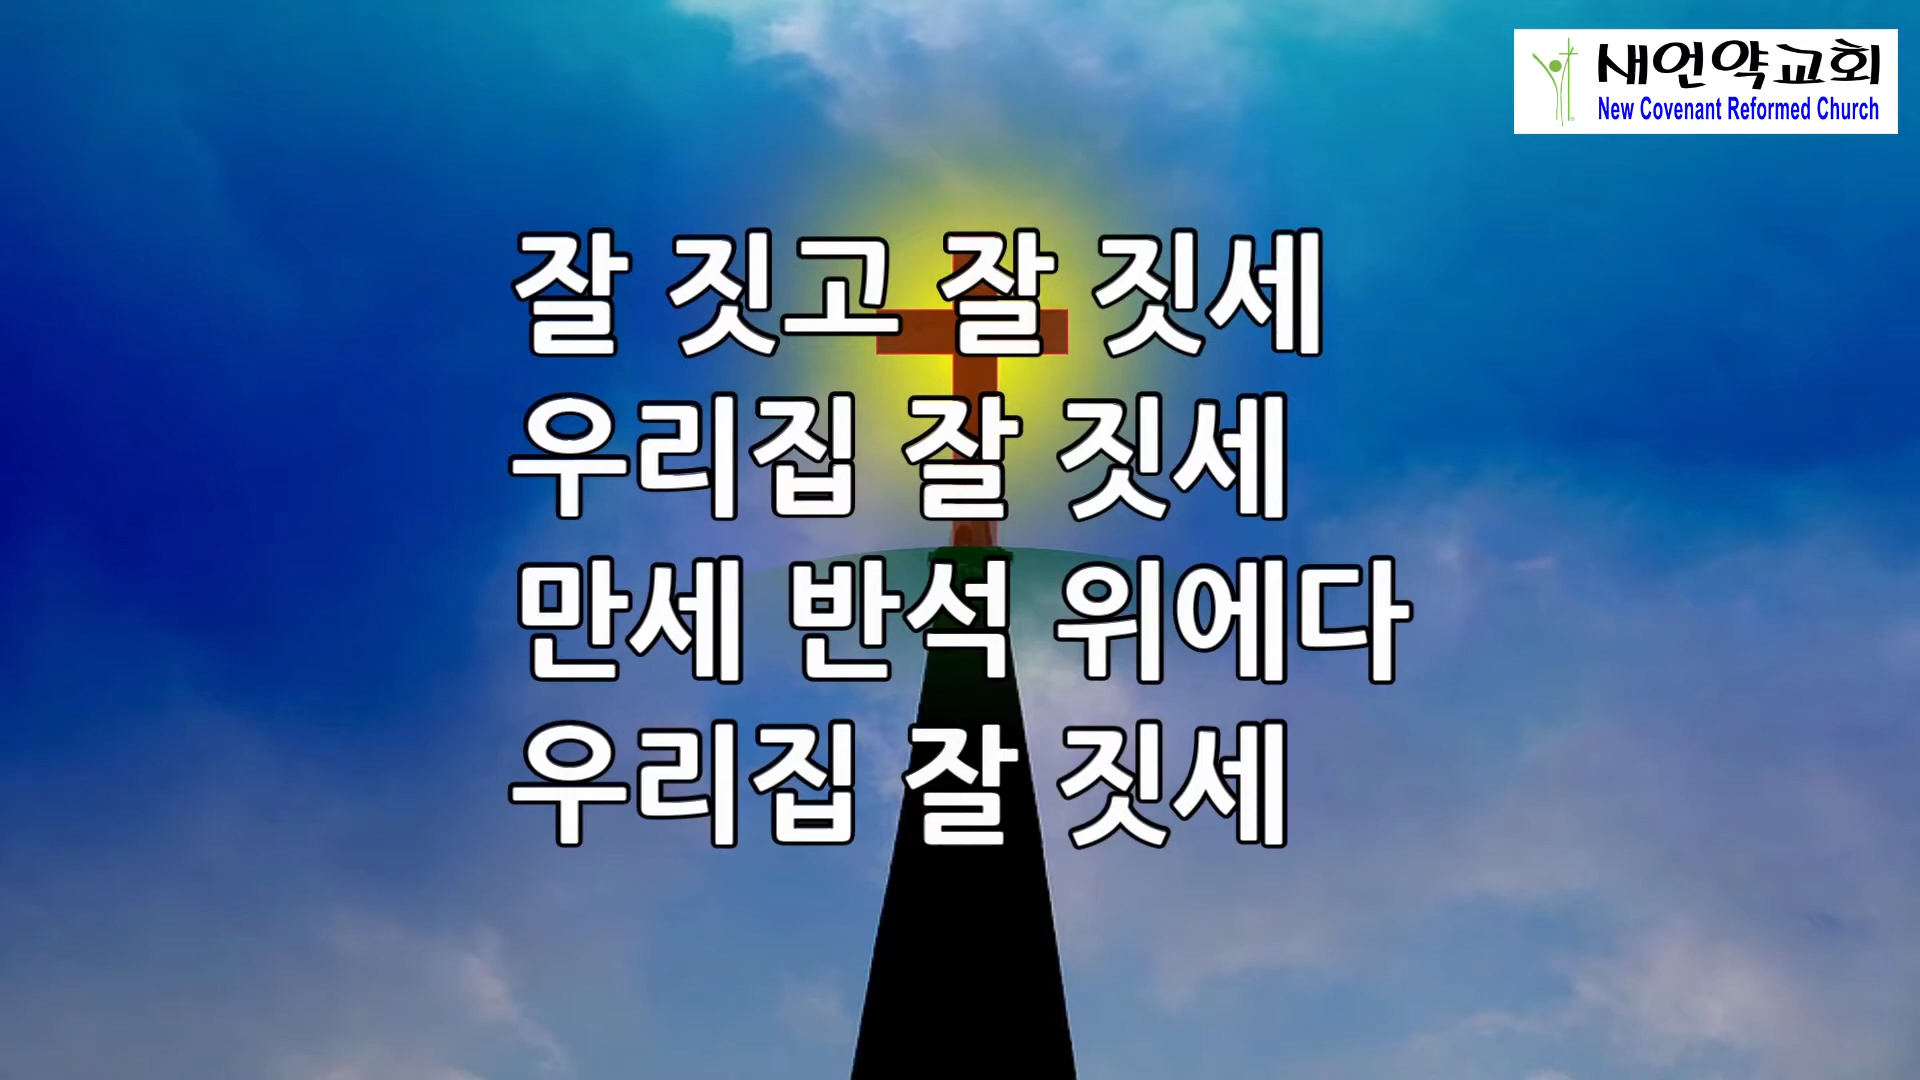 새언약교회
New Covenant Reformed Church
잘 짓고 잘 짓세
우리집 잘 짓세
만세 반석 위에다
우리집 잘 짓세